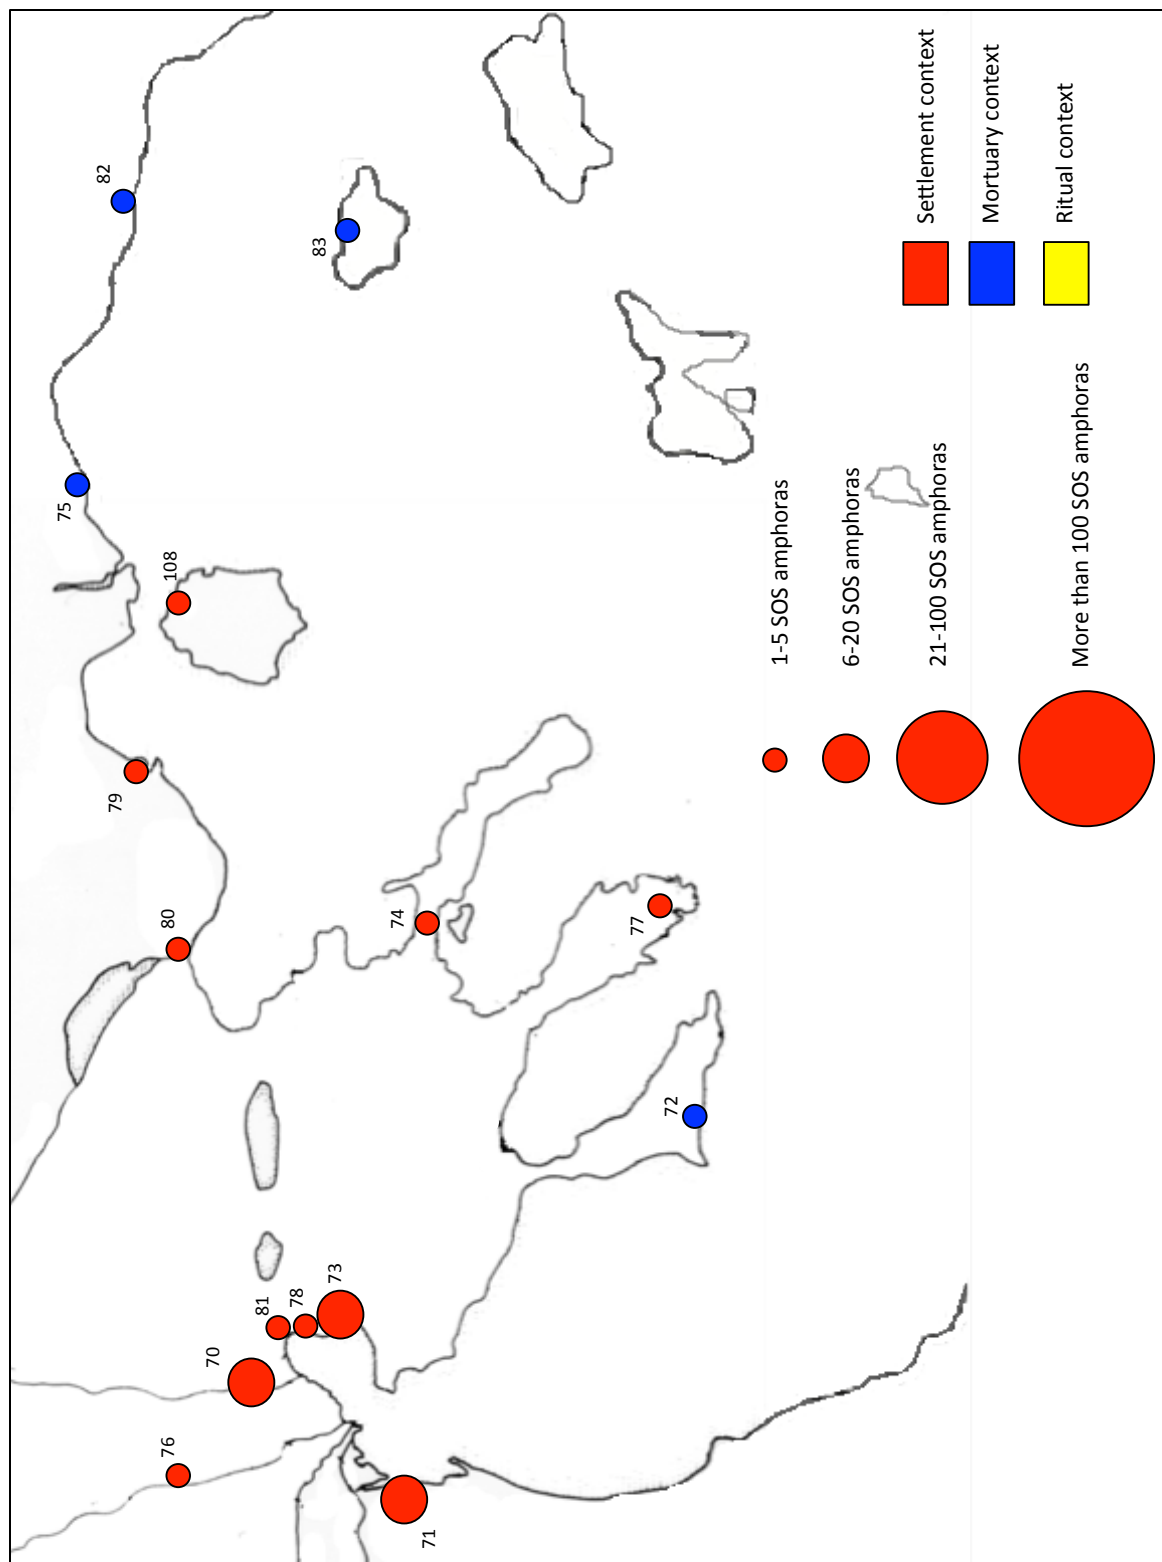 76
70
81
78
73
71
80
79
108
75
82
83
74
77
72
1-5 SOS amphoras
6-20 SOS amphoras
21-100 SOS amphoras
More than 100 SOS amphoras
Settlement context
Mortuary context
Ritual context